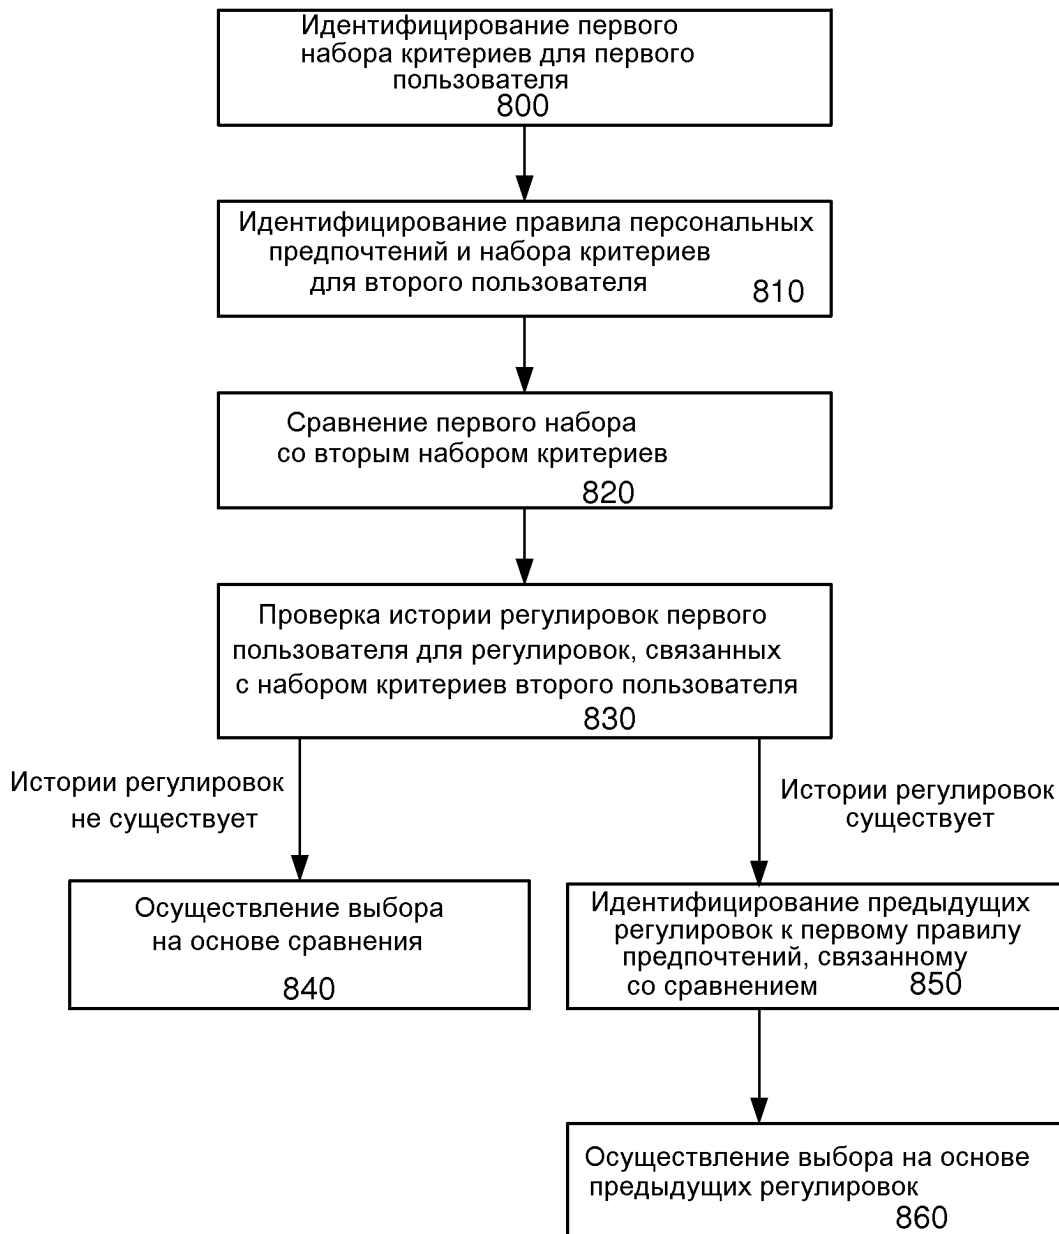 Идентифицирование первого
набора критериев для первого
пользователя
800
Идентифицирование правила персональных
предпочтений и набора критериев
для второго пользователя 810
Сравнение первого набора
со вторым набором критериев
820
Проверка истории регулировок первого
пользователя для регулировок, связанных
с набором критериев второго пользователя
830
Истории регулировок
не существует
Истории регулировок
существует
Осуществление выбора
на основе сравнения
840
Идентифицирование предыдущих
регулировок к первому правилу
предпочтений, связанному
со сравнением 850
Осуществление выбора на основе
предыдущих регулировок
860